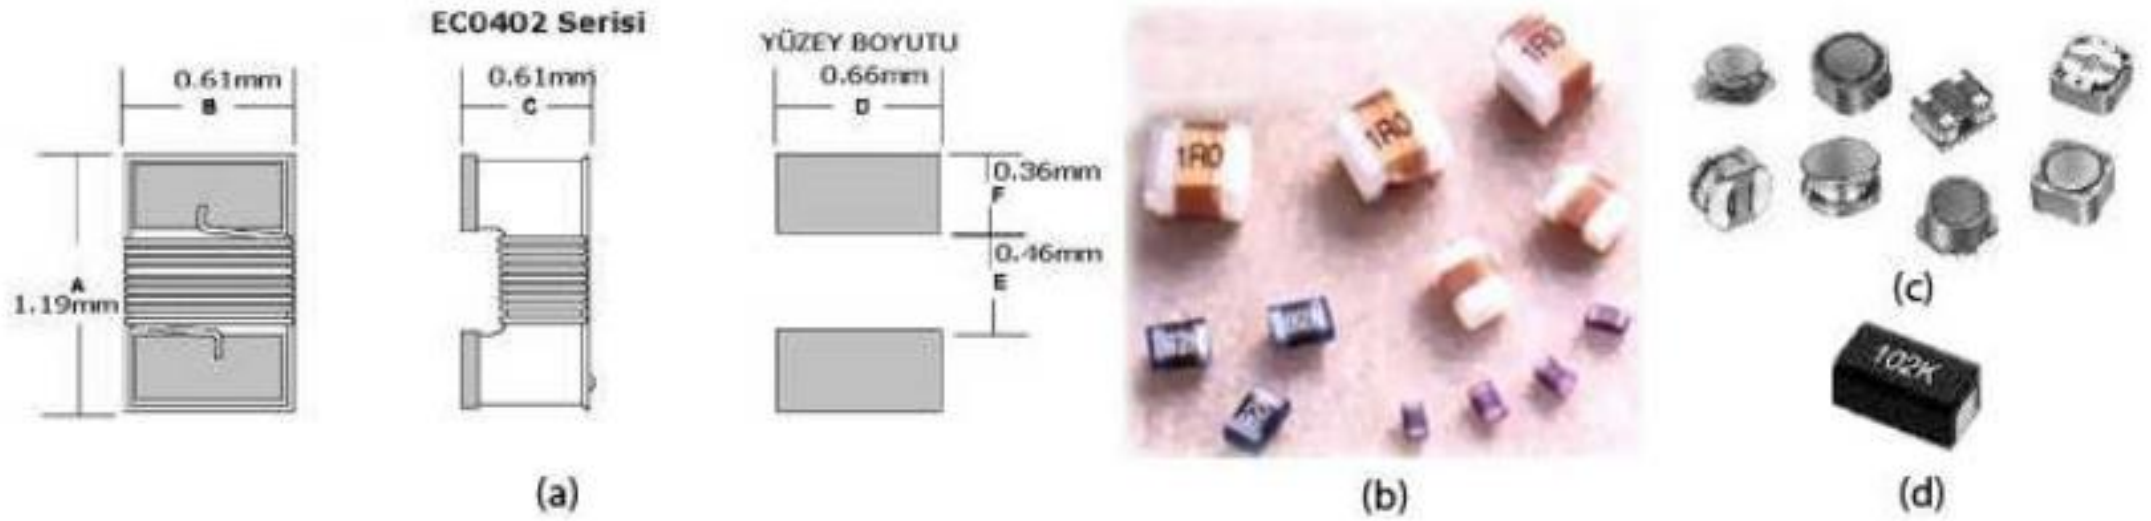 EC0402 Serisi
YÜZEY BOYUTU
0.61mm
B
0.61mm
C
0.66mm
D
A
1.19mm
0.36mm
F
0.46mm
E
1R0
1R0
1R0
102K
(a)
(b)
(c)
(d)